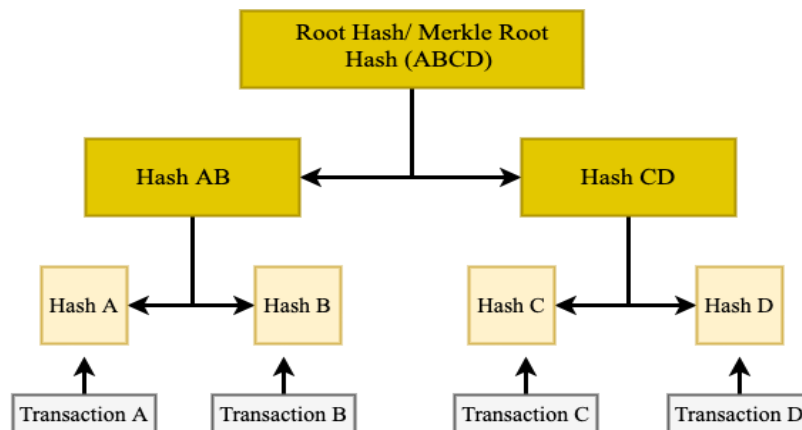 Root Hash/ Merkle Root
Hash (ABCD)
Hash AB
Hash CD
Hash A
Hash B
Hash C
Hash D
Transaction A
Transaction B
Transaction C
Transaction D